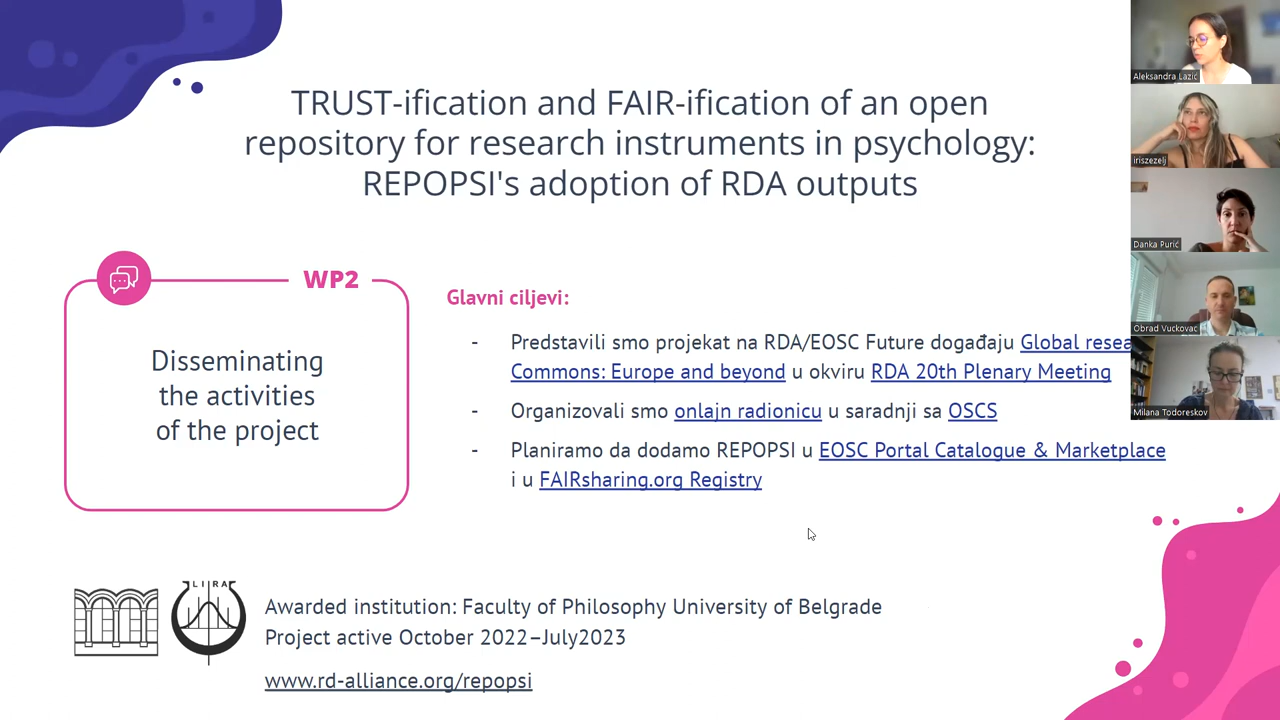 TRUST-ification and FAIR-ification of an open
repository for research instruments in psychology:
REPOPSI's adoption of RDA outputs
WP2
Disseminating
the activities
of the project
Glavni ciljevi:
- Predstavili smo projekat na RDA/EOSC Future događaju Global resea
Commons: Europe and beyond u okviru RDA 20th Plenary Meeting
- Organizovali smo onlajn radionicu u saradnji sa OSCS
- Planiramo da dodamo REPOPSI u EOSC Portal Catalogue & Marketplace
i u FAIRsharing.org Registry
LIRA
Awarded institution: Faculty of Philosophy University of Belgrade
Project active October 2022–July2023
www.rd-alliance.org/repopsi
Aleksandra Lazić
iriszezelj
Danka Purić
Obrad Vuckovac
Milana Todoreskov